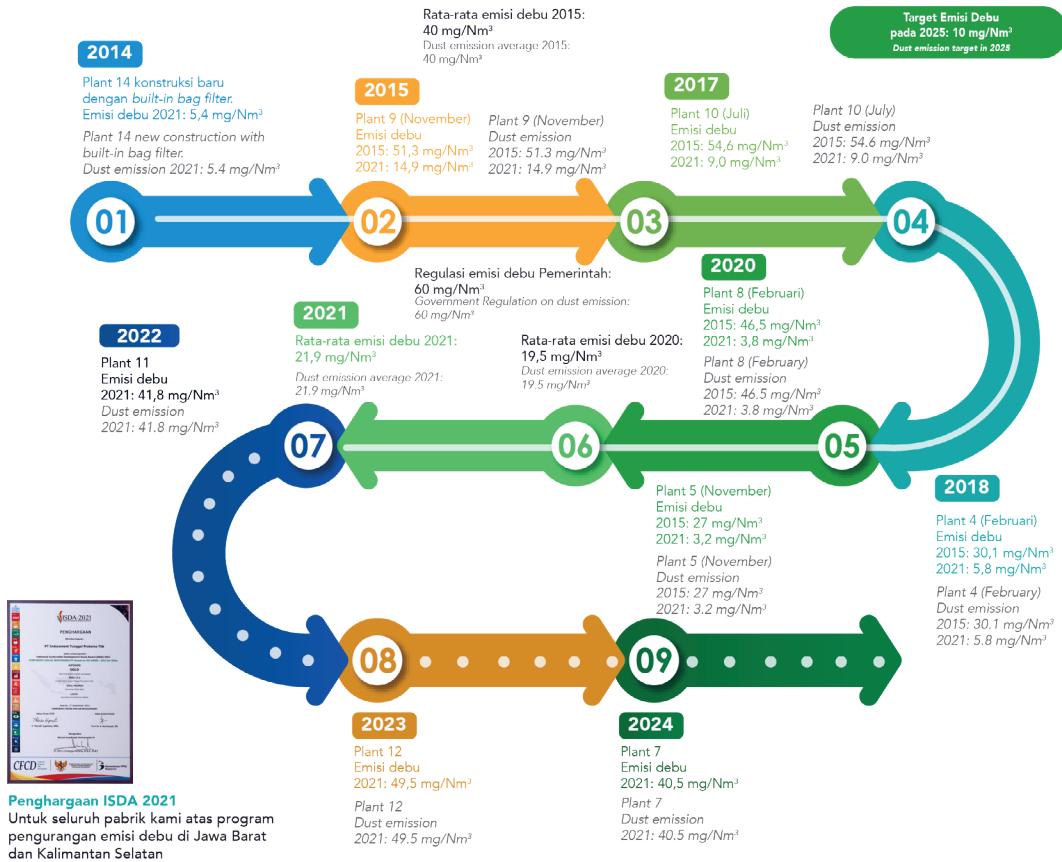 Rata-rata emisi debu 2015:
40 mg/Nm³
Dust emission average 2015:
40 mg/Nm³
Target Emisi Debu
pada 2025: 10 mg/Nm³
Dust emission target in 2025
2014
Plant 14 konstruksi baru
dengan built-in bag filter.
Emisi debu 2021: 5,4 mg/Nm³
Plant 14 new construction with
built-in bag filter.
Dust emission 2021: 5.4 mg/Nm³
2015
Plant 9 (November)
Emisi debu
2015: 51,3 mg/Nm³
2021: 14,9 mg/Nm³
Plant 9 (November)
Dust emission
2015: 51.3 mg/Nm³
2021: 14.9 mg/Nm³
2017
Plant 10 (Juli)
Emisi debu
2015: 54,6 mg/Nm³
2021: 9,0 mg/Nm³
Plant 10 (July)
Dust emission
2015: 54.6 mg/Nm³
2021: 9.0 mg/Nm³
01
02
03
04
Regulasi emisi debu Pemerintah:
60 mg/Nm³
Government Regulation on dust emission:
60 mg/Nm³
2020
Plant 8 (Februari)
Emisi debu
2015: 46,5 mg/Nm³
2021: 3,8 mg/Nm³
Plant 8 (February)
Dust emission
2015: 46.5 mg/Nm³
2021: 3.8 mg/Nm³
2022
Plant 11
Emisi debu
2021: 41,8 mg/Nm³
Dust emission
2021: 41.8 mg/Nm³
2021
Rata-rata emisi debu 2021:
21,9 mg/Nm³
Dust emission average 2021:
21.9 mg/Nm³
Rata-rata emisi debu 2020:
19,5 mg/Nm³
Dust emission average 2020:
19.5 mg/Nm³
07
06
05
Plant 5 (November)
Emisi debu
2015: 27 mg/Nm³
2021: 3,2 mg/Nm³
Plant 5 (November)
Dust emission
2015: 27 mg/Nm³
2021: 3.2 mg/Nm³
2018
Plant 4 (Februari)
Emisi debu
2015: 30,1 mg/Nm³
2021: 5,8 mg/Nm³
Plant 4 (February)
Dust emission
2015: 30.1 mg/Nm³
2021: 5.8 mg/Nm³
08
09
2023
Plant 12
Emisi debu
2021: 49,5 mg/Nm³
Plant 12
Dust emission
2021: 49.5 mg/Nm³
2024
Plant 7
Emisi debu
2021: 40,5 mg/Nm³
Plant 7
Dust emission
2021: 40.5 mg/Nm³
ISDA-2021
PENGHARGAAN
PT Indocement Tunggal Prakarsa Tbk
CFCD
Penghargaan ISDA 2021
Untuk seluruh pabrik kami atas program
pengurangan emisi debu di Jawa Barat
dan Kalimantan Selatan